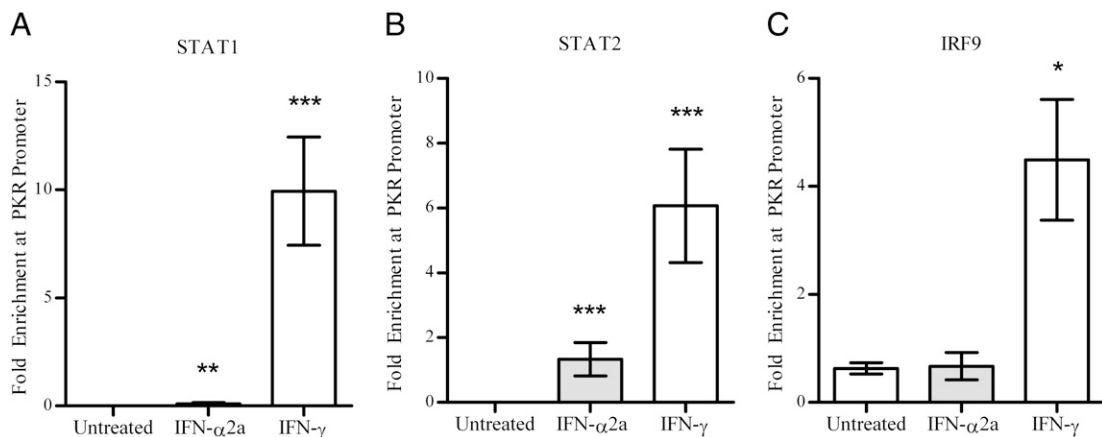 A
STAT1
Fold Enrichment at PKR Promoter
15
10
5
0
**
***
Untreated
IFN-α2a
IFN-γ
B
STAT2
Fold Enrichment at PKR Promoter
10
8
6
4
2
0
***
***
Untreated
IFN-α2a
IFN-γ
C
IRF9
Fold Enrichment at PKR Promoter
6
4
2
0
*
Untreated
IFN-α2a
IFN-γ